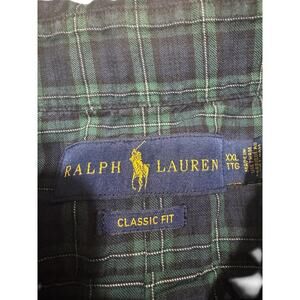 RALPH LAUREN
XXL
TTG
CLASSIC FIT